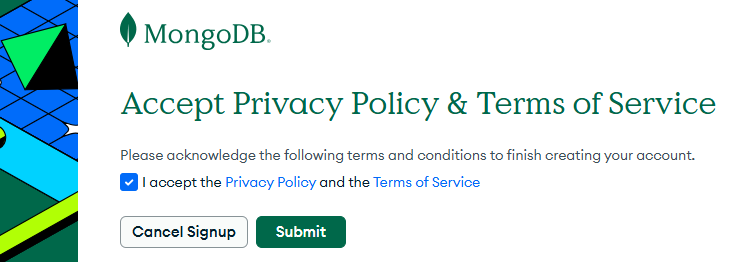 MongoDB®
Accept Privacy Policy & Terms of Service
Please acknowledge the following terms and conditions to finish creating your account.
I accept the Privacy Policy and the Terms of Service
Cancel Signup Submit